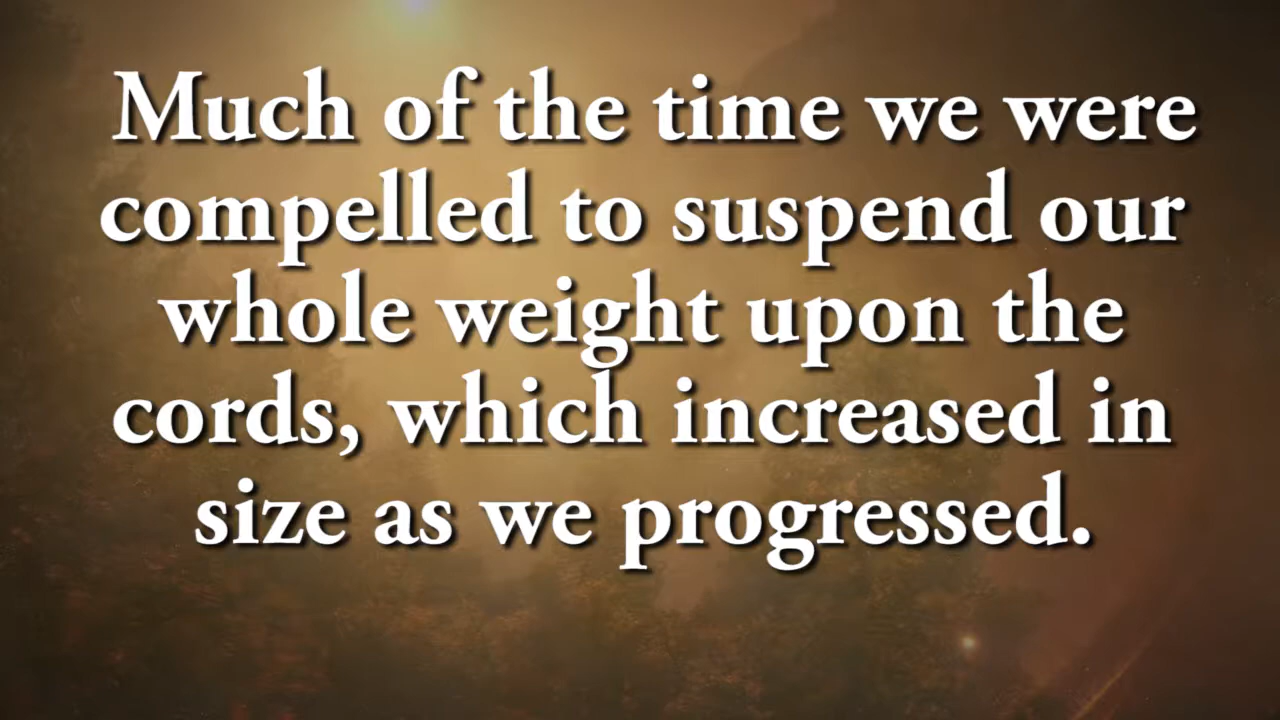 Much of the time we were
compelled to suspend our
whole weight upon the
cords, which increased in
size as we progressed.